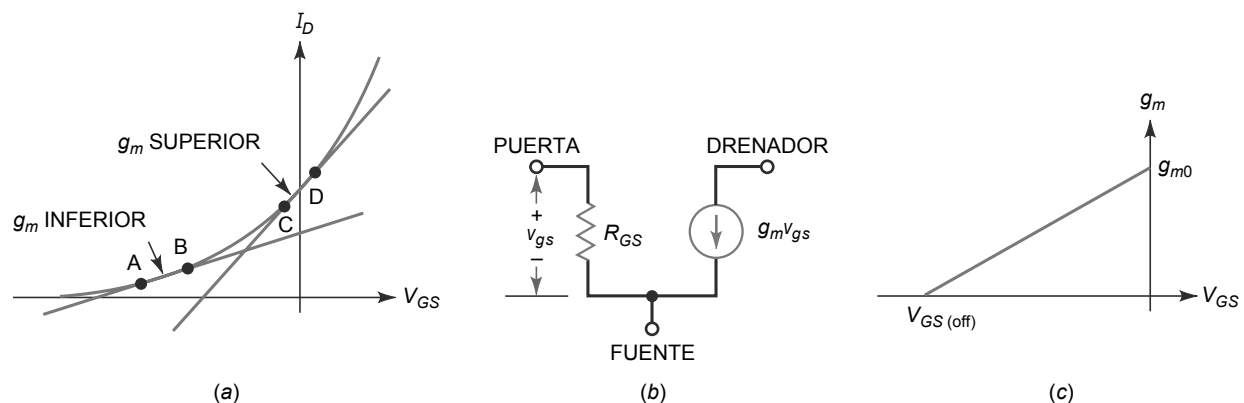 I_D
g_m SUPERIOR
g_m INFERIOR
A
B
C
D
V_GS
(a)
PUERTA
DRENADOR
+
v_gs
−
R_GS
g_m v_gs
FUENTE
(b)
g_m
g_m0
V_GS (off)
V_GS
(c)